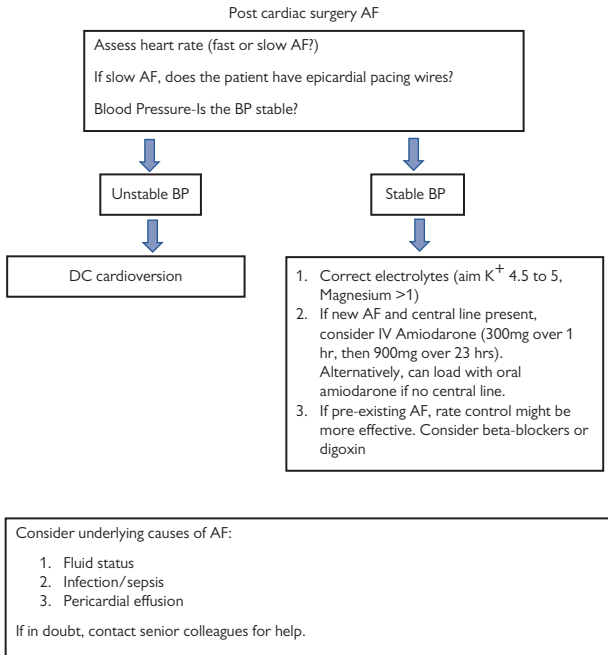 Post cardiac surgery AF
Assess heart rate (fast or slow AF?)
If slow AF, does the patient have epicardial pacing wires?
Blood Pressure-Is the BP stable?
Unstable BP
Stable BP
DC cardioversion
1. Correct electrolytes (aim K+ 4.5 to 5,
Magnesium >1)
2. If new AF and central line present,
consider IV Amiodarone (300mg over 1
hr, then 900mg over 23 hrs).
Alternatively, can load with oral
amiodarone if no central line.
3. If pre-existing AF, rate control might be
more effective. Consider beta-blockers or
digoxin
Consider underlying causes of AF:
1. Fluid status
2. Infection/sepsis
3. Pericardial effusion
If in doubt, contact senior colleagues for help.